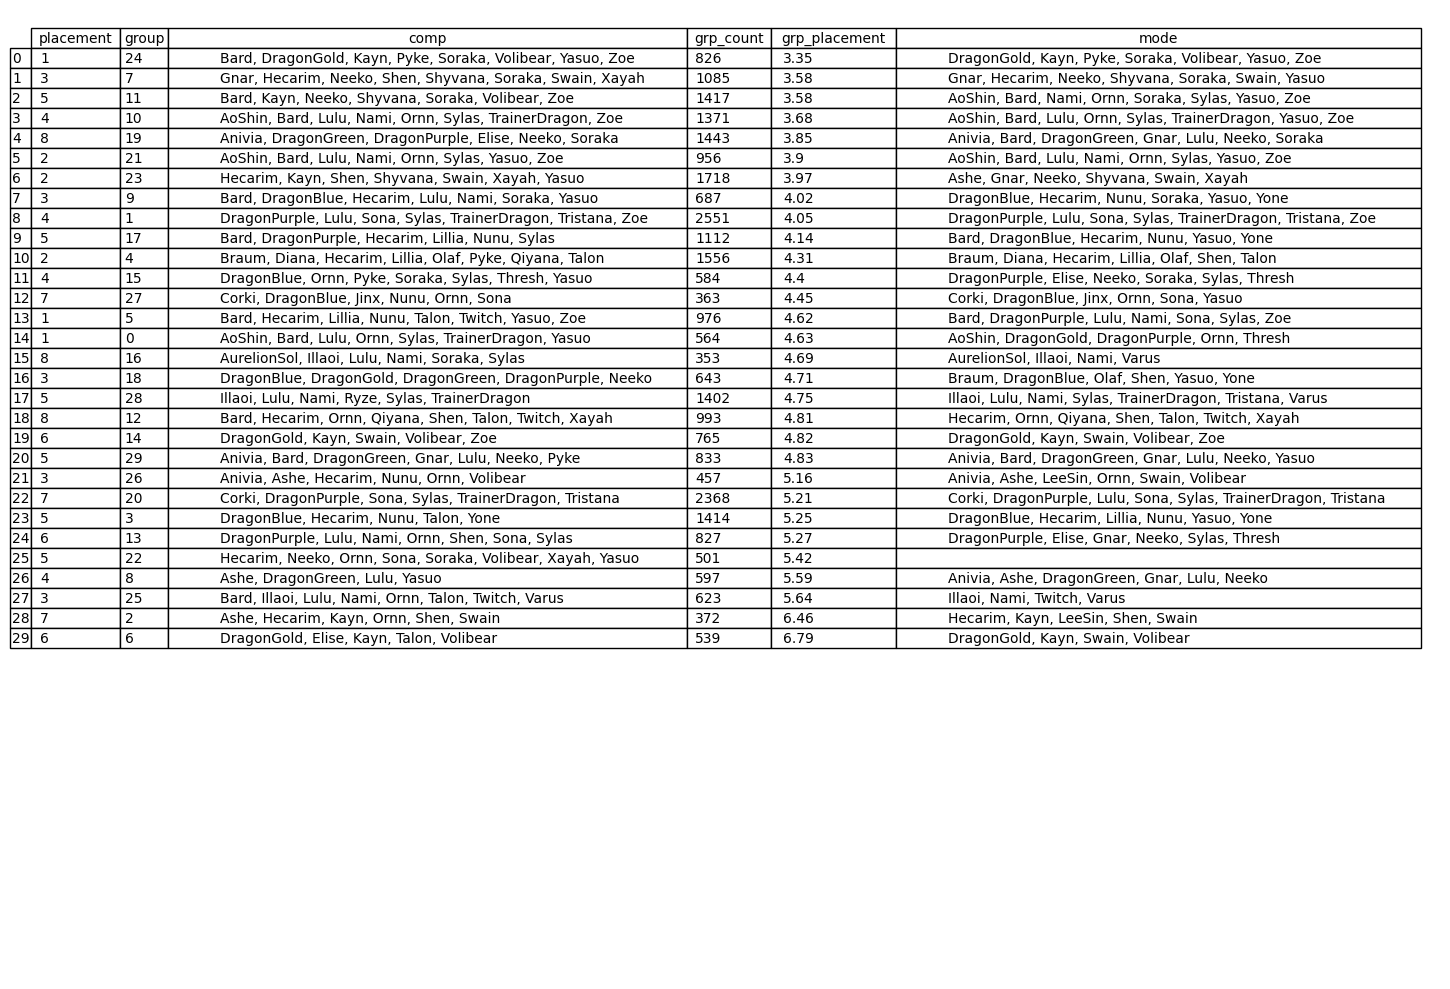 placement group comp grp_count grp_placement mode
0 1 24 Bard, DragonGold, Kayn, Pyke, Soraka, Volibear, Yasuo, Zoe 826 3.35 DragonGold, Kayn, Pyke, Soraka, Volibear, Yasuo, Zoe
1 3 7 Gnar, Hecarim, Neeko, Shen, Shyvana, Soraka, Swain, Xayah 1085 3.58 Gnar, Hecarim, Neeko, Shyvana, Soraka, Swain, Yasuo
2 5 11 Bard, Kayn, Neeko, Shyvana, Soraka, Volibear, Zoe 1417 3.58 AoShin, Bard, Nami, Ornn, Soraka, Sylas, Yasuo, Zoe
3 4 10 AoShin, Bard, Lulu, Nami, Ornn, Sylas, TrainerDragon, Zoe 1371 3.68 AoShin, Bard, Lulu, Ornn, Sylas, TrainerDragon, Yasuo, Zoe
4 8 19 Anivia, DragonGreen, DragonPurple, Elise, Neeko, Soraka 1443 3.85 Anivia, Bard, DragonGreen, Gnar, Lulu, Neeko, Soraka
5 2 21 AoShin, Bard, Lulu, Nami, Ornn, Sylas, Yasuo, Zoe 956 3.9 AoShin, Bard, Lulu, Nami, Ornn, Sylas, Yasuo, Zoe
6 2 23 Hecarim, Kayn, Shen, Shyvana, Swain, Xayah, Yasuo 1718 3.97 Ashe, Gnar, Neeko, Shyvana, Swain, Xayah
7 3 9 Bard, DragonBlue, Hecarim, Lulu, Nami, Soraka, Yasuo 687 4.02 DragonBlue, Hecarim, Nunu, Soraka, Yasuo, Yone
8 4 1 DragonPurple, Lulu, Sona, Sylas, TrainerDragon, Tristana, Zoe 2551 4.05 DragonPurple, Lulu, Sona, Sylas, TrainerDragon, Tristana, Zoe
9 5 17 Bard, DragonPurple, Hecarim, Lillia, Nunu, Sylas 1112 4.14 Bard, DragonBlue, Hecarim, Nunu, Yasuo, Yone
10 2 4 Braum, Diana, Hecarim, Lillia, Olaf, Pyke, Qiyana, Talon 1556 4.31 Braum, Diana, Hecarim, Lillia, Olaf, Shen, Talon
11 4 15 DragonBlue, Ornn, Pyke, Soraka, Sylas, Thresh, Yasuo 584 4.4 DragonPurple, Elise, Neeko, Soraka, Sylas, Thresh
12 7 27 Corki, DragonBlue, Jinx, Nunu, Ornn, Sona 363 4.45 Corki, DragonBlue, Jinx, Ornn, Sona, Yasuo
13 1 5 Bard, Hecarim, Lillia, Nunu, Talon, Twitch, Yasuo, Zoe 976 4.62 Bard, DragonPurple, Lulu, Nami, Sona, Sylas, Zoe
14 1 0 AoShin, Bard, Lulu, Ornn, Sylas, TrainerDragon, Yasuo 564 4.63 AoShin, DragonGold, DragonPurple, Ornn, Thresh
15 8 16 AurelionSol, Illaoi, Lulu, Nami, Soraka, Sylas 353 4.69 AurelionSol, Illaoi, Nami, Varus
16 3 18 DragonBlue, DragonGold, DragonGreen, DragonPurple, Neeko 643 4.71 Braum, DragonBlue, Olaf, Shen, Yasuo, Yone
17 5 28 Illaoi, Lulu, Nami, Ryze, Sylas, TrainerDragon 1402 4.75 Illaoi, Lulu, Nami, Sylas, TrainerDragon, Tristana, Varus
18 8 12 Bard, Hecarim, Ornn, Qiyana, Shen, Talon, Twitch, Xayah 993 4.81 Hecarim, Ornn, Qiyana, Shen, Talon, Twitch, Xayah
19 6 14 DragonGold, Kayn, Swain, Volibear, Zoe 765 4.82 DragonGold, Kayn, Swain, Volibear, Zoe
20 5 29 Anivia, Bard, DragonGreen, Gnar, Lulu, Neeko, Pyke 833 4.83 Anivia, Bard, DragonGreen, Gnar, Lulu, Neeko, Yasuo
21 3 26 Anivia, Ashe, Hecarim, Nunu, Ornn, Volibear 457 5.16 Anivia, Ashe, LeeSin, Ornn, Swain, Volibear
22 7 20 Corki, DragonPurple, Sona, Sylas, TrainerDragon, Tristana 2368 5.21 Corki, DragonPurple, Lulu, Sona, Sylas, TrainerDragon, Tristana
23 5 3 DragonBlue, Hecarim, Nunu, Talon, Yone 1414 5.25 DragonBlue, Hecarim, Lillia, Nunu, Yasuo, Yone
24 6 13 DragonPurple, Lulu, Nami, Ornn, Shen, Sona, Sylas 827 5.27 DragonPurple, Elise, Gnar, Neeko, Sylas, Thresh
25 5 22 Hecarim, Neeko, Ornn, Sona, Soraka, Volibear, Xayah, Yasuo 501 5.42
26 4 8 Ashe, DragonGreen, Lulu, Yasuo 597 5.59 Anivia, Ashe, DragonGreen, Gnar, Lulu, Neeko
27 3 25 Bard, Illaoi, Lulu, Nami, Ornn, Talon, Twitch, Varus 623 5.64 Illaoi, Nami, Twitch, Varus
28 7 2 Ashe, Hecarim, Kayn, Ornn, Shen, Swain 372 6.46 Hecarim, Kayn, LeeSin, Shen, Swain
29 6 6 DragonGold, Elise, Kayn, Talon, Volibear 539 6.79 DragonGold, Kayn, Swain, Volibear